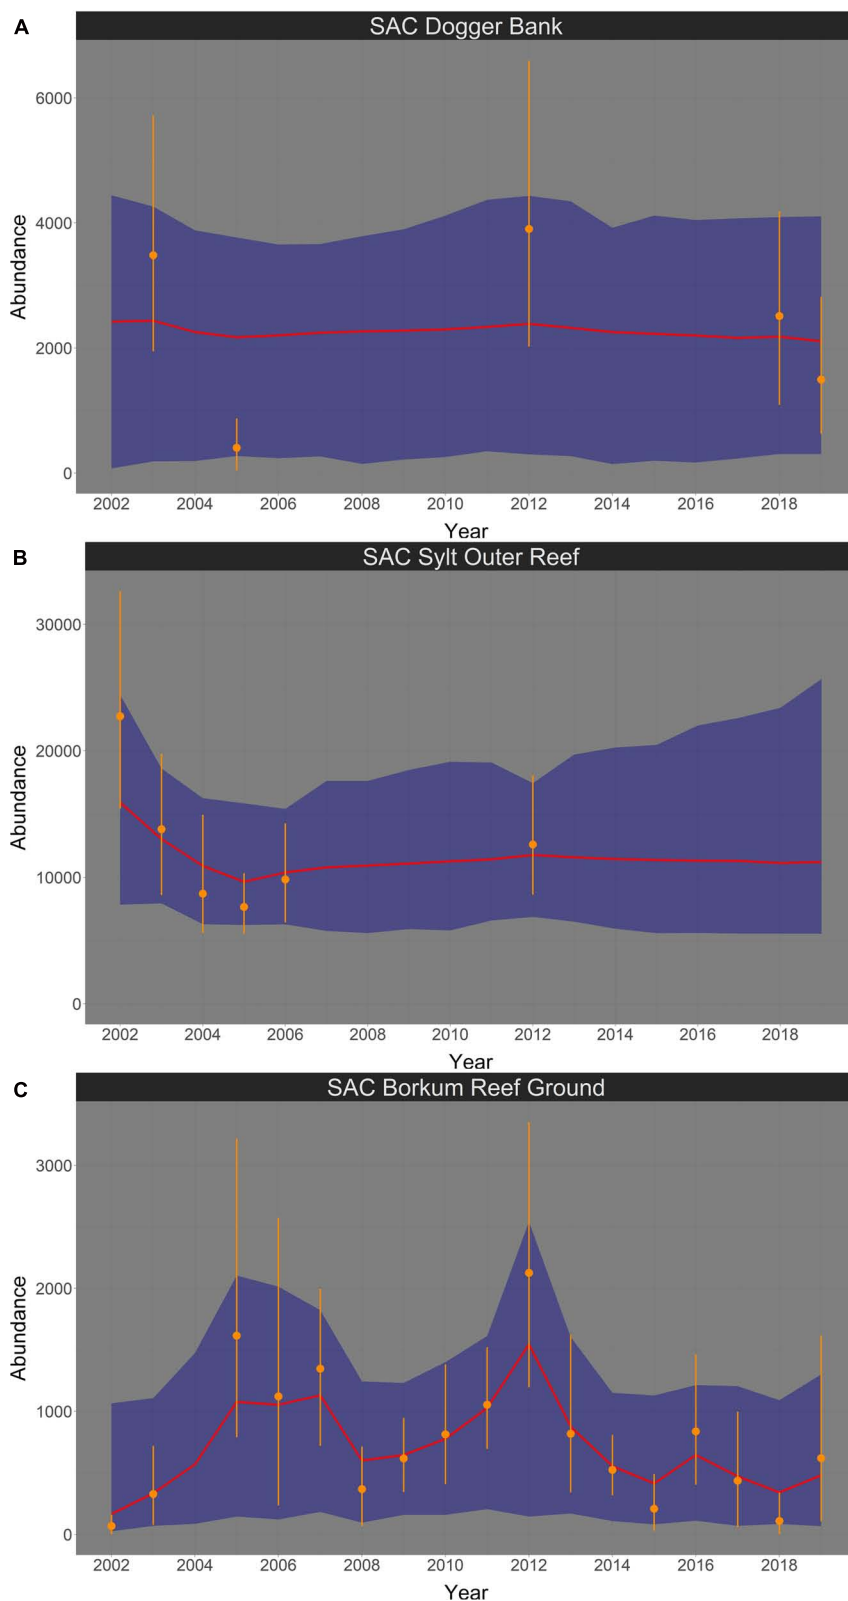 A
SAC Dogger Bank
Abundance
6000
4000
2000
0
2002 2004 2006 2008 2010 2012 2014 2016 2018
Year
B
SAC Sylt Outer Reef
Abundance
30000
20000
10000
0
2002 2004 2006 2008 2010 2012 2014 2016 2018
Year
C
SAC Borkum Reef Ground
Abundance
3000
2000
1000
0
2002 2004 2006 2008 2010 2012 2014 2016 2018
Year